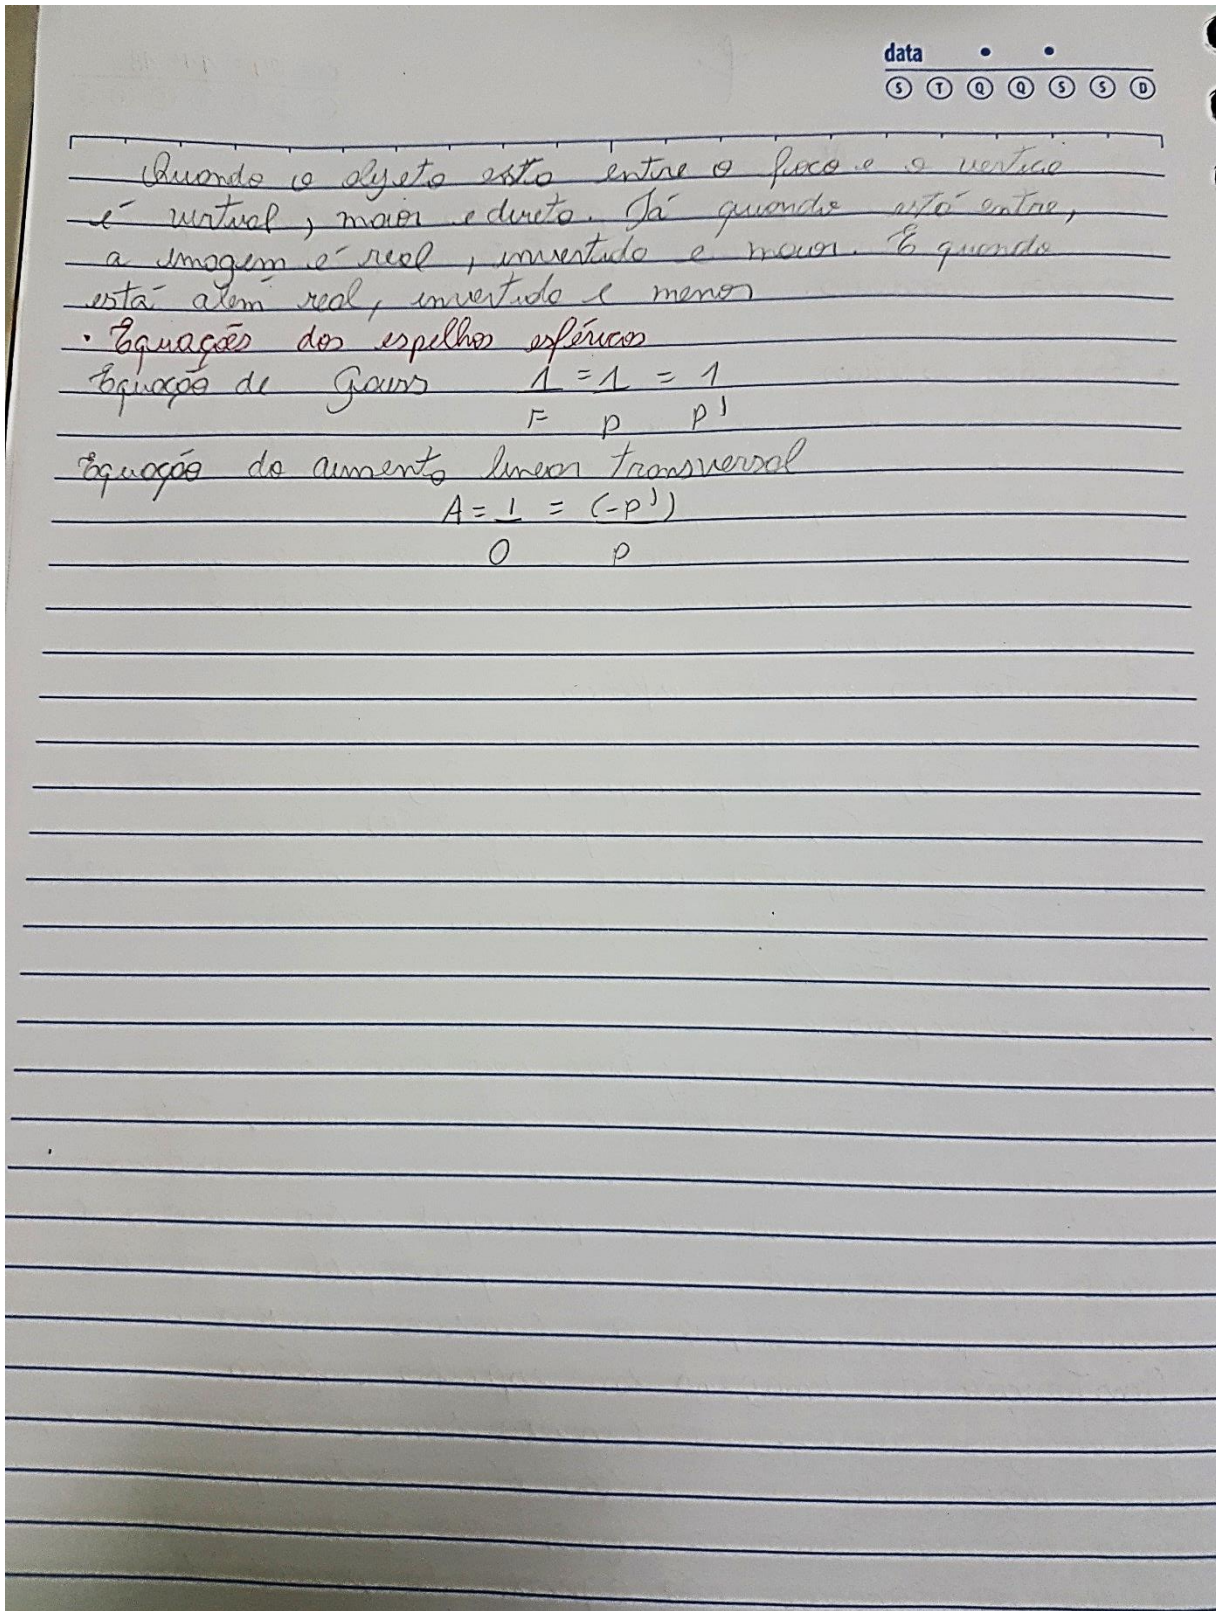 data
S T Q Q S S D
Quando o objeto esto entre o foco e o vertice
é virtual, maior e direto. Já quando está entre,
a imagem é real, invertido e maior. E quando
está além real, invertido e menor
· Equações dos espelhos esféricos
Equação de Gauss 1 = 1 = 1
F p p'
Equação do aumento linear transversal
A = I = (-p')
O p